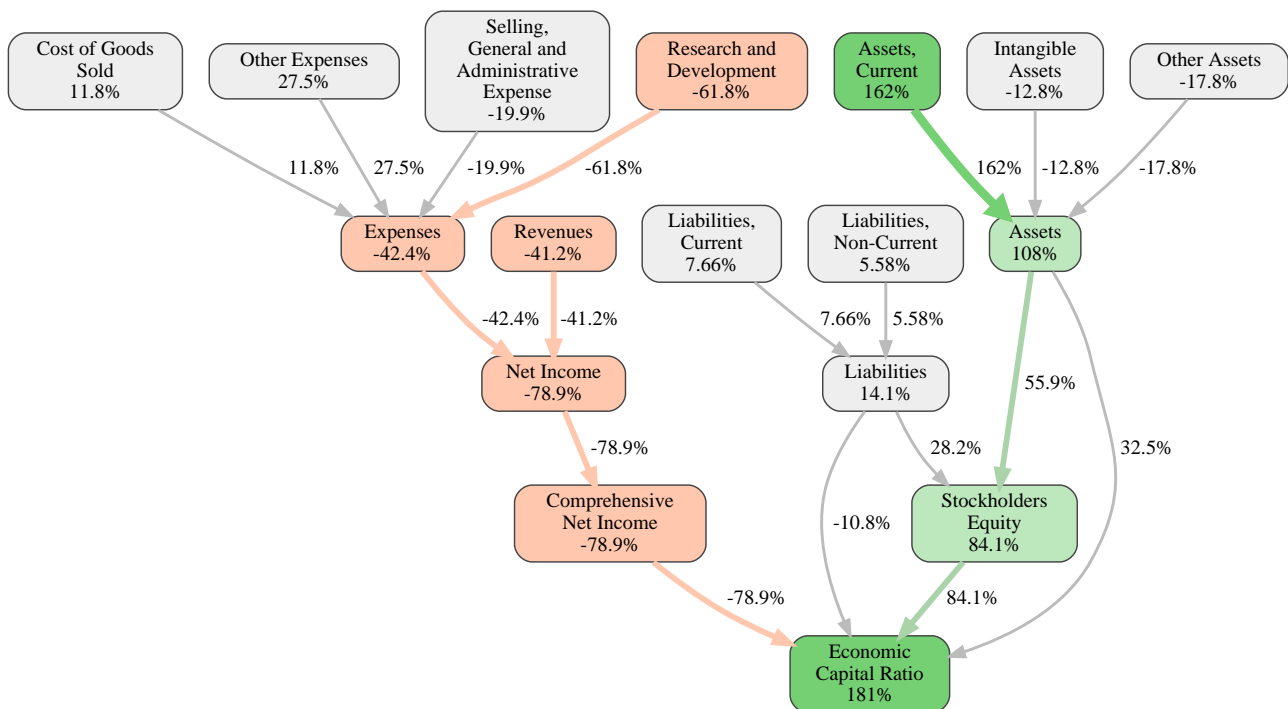 Cost of Goods
Sold
11.8%
Other Expenses
27.5%
Selling,
General and
Administrative
Expense
-19.9%
Research and
Development
-61.8%
Assets,
Current
162%
Intangible
Assets
-12.8%
Other Assets
-17.8%
11.8%
27.5%
-19.9%
-61.8%
162%
-12.8%
-17.8%
Expenses
-42.4%
Revenues
-41.2%
Liabilities,
Current
7.66%
Liabilities,
Non-Current
5.58%
Assets
108%
-42.4%
-41.2%
7.66%
5.58%
Net Income
-78.9%
Liabilities
14.1%
55.9%
-78.9%
28.2%
32.5%
Comprehensive
Net Income
-78.9%
-10.8%
Stockholders
Equity
84.1%
-78.9%
84.1%
Economic
Capital Ratio
181%